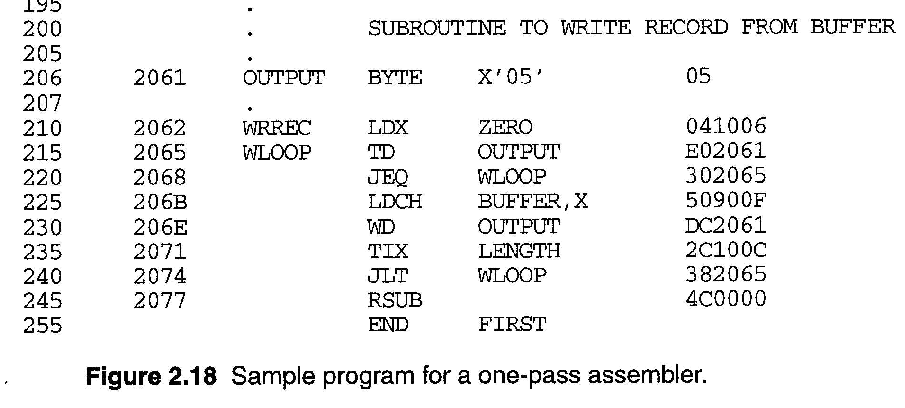 195 .
200 . SUBROUTINE TO WRITE RECORD FROM BUFFER
205 .
206 2061 OUTPUT BYTE X'05' 05
207 .
210 2062 WRREC LDX ZERO 041006
215 2065 WLOOP TD OUTPUT E02061
220 2068 JEQ WLOOP 302065
225 206B LDCH BUFFER,X 50900F
230 206E WD OUTPUT DC2061
235 2071 TIX LENGTH 2C100C
240 2074 JLT WLOOP 382065
245 2077 RSUB 4C0000
255 END FIRST
Figure 2.18 Sample program for a one-pass assembler.